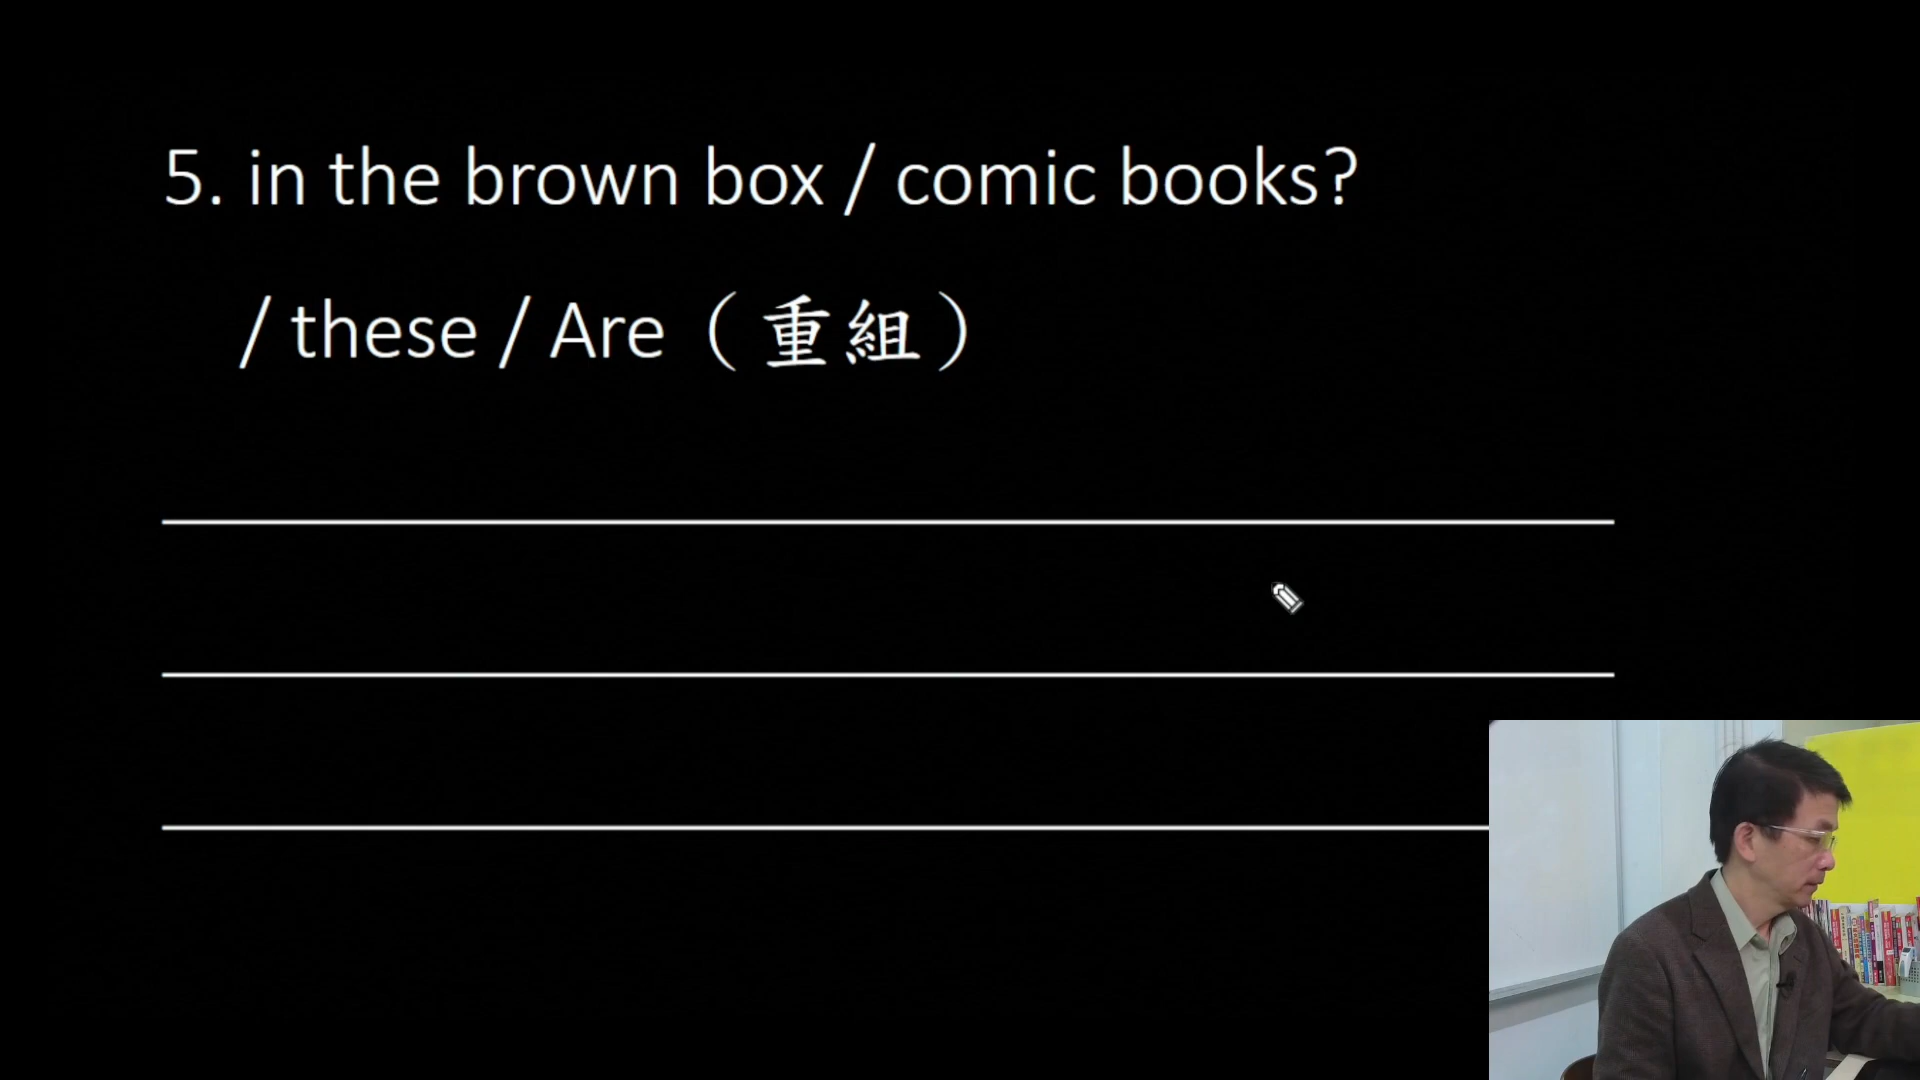 5. in the brown box / comic books?
/ these / Are（重組）